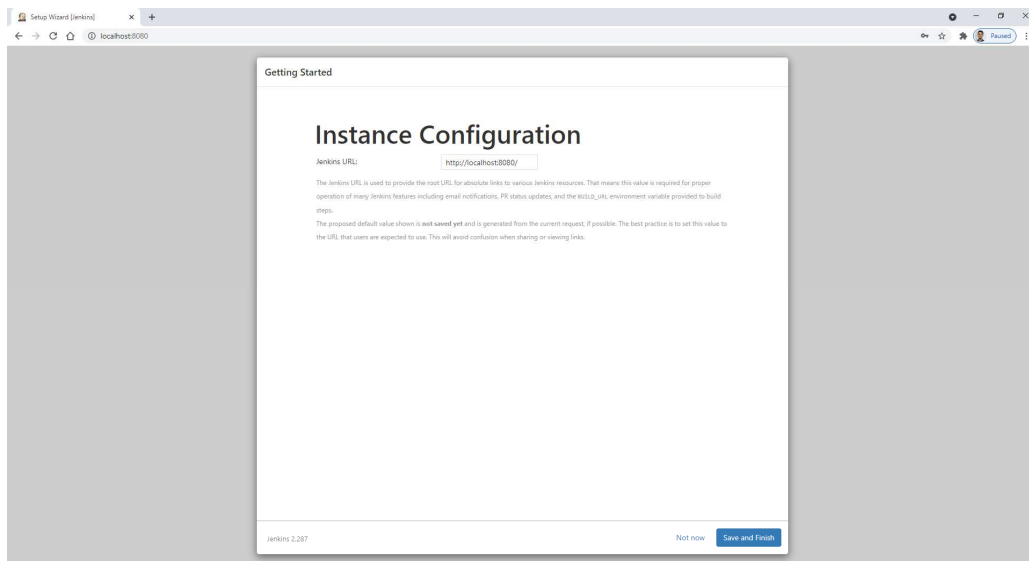 Setup Wizard [Jenkins]
localhost:8080
Paused
Getting Started
Instance Configuration
Jenkins URL:
http://localhost:8080/
The Jenkins URL is used to provide the root URL for absolute links to various Jenkins resources. That means this value is required for proper
operation of many Jenkins features including email notifications, PR status updates, and the BUILD_URL environment variable provided to build
steps.
The proposed default value shown is not saved yet and is generated from the current request, if possible. The best practice is to set this value to
the URL that users are expected to use. This will avoid confusion when sharing or viewing links.
Jenkins 2.287
Not now
Save and Finish